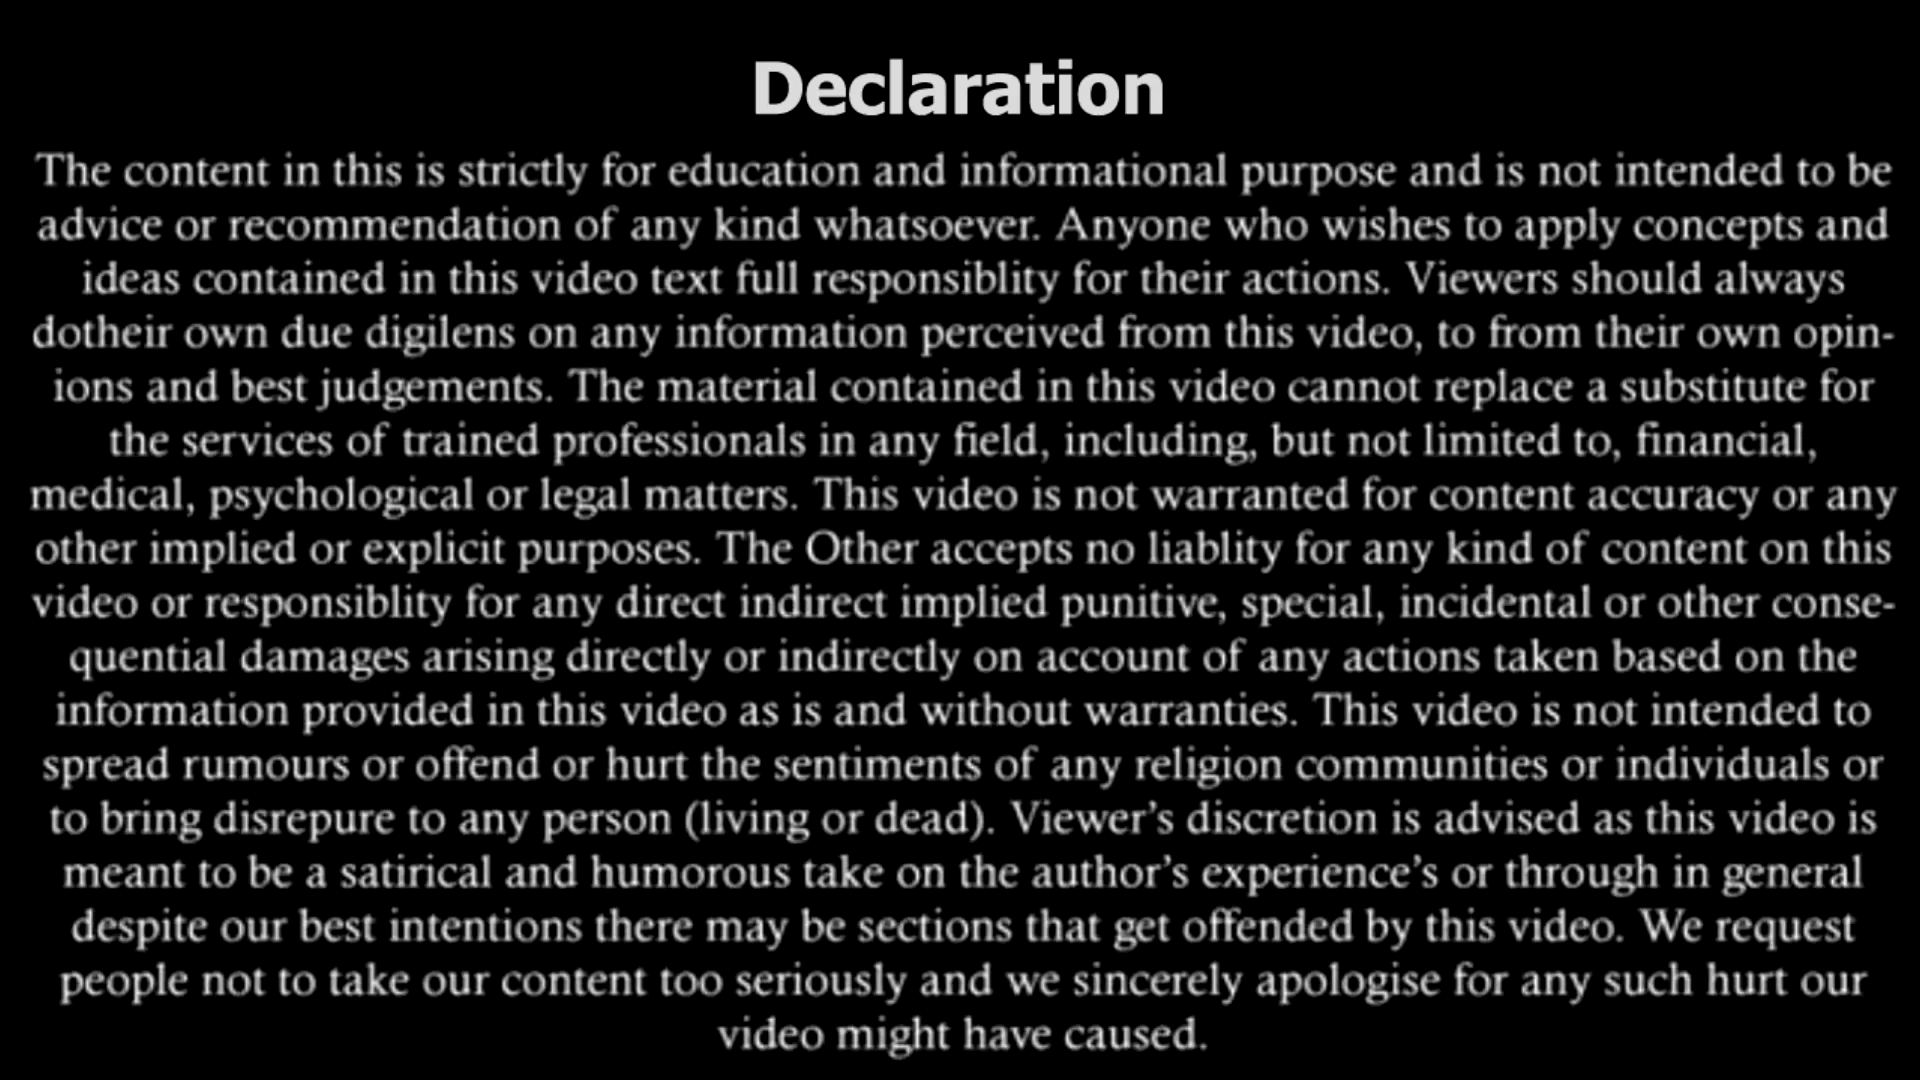 Declaration
The content in this is strictly for education and informational purpose and is not intended to be
advice or recommendation of any kind whatsoever. Anyone who wishes to apply concepts and
ideas contained in this video text full responsiblity for their actions. Viewers should always
dotheir own due digilens on any information perceived from this video, to from their own opin-
ions and best judgements. The material contained in this video cannot replace a substitute for
the services of trained professionals in any field, including, but not limited to, financial,
medical, psychological or legal matters. This video is not warranted for content accuracy or any
other implied or explicit purposes. The Other accepts no liablity for any kind of content on this
video or responsiblity for any direct indirect implied punitive, special, incidental or other conse-
quential damages arising directly or indirectly on account of any actions taken based on the
information provided in this video as is and without warranties. This video is not intended to
spread rumours or offend or hurt the sentiments of any religion communities or individuals or
to bring disrepure to any person (living or dead). Viewer's discretion is advised as this video is
meant to be a satirical and humorous take on the author's experience's or through in general
despite our best intentions there may be sections that get offended by this video. We request
people not to take our content too seriously and we sincerely apologise for any such hurt our
video might have caused.